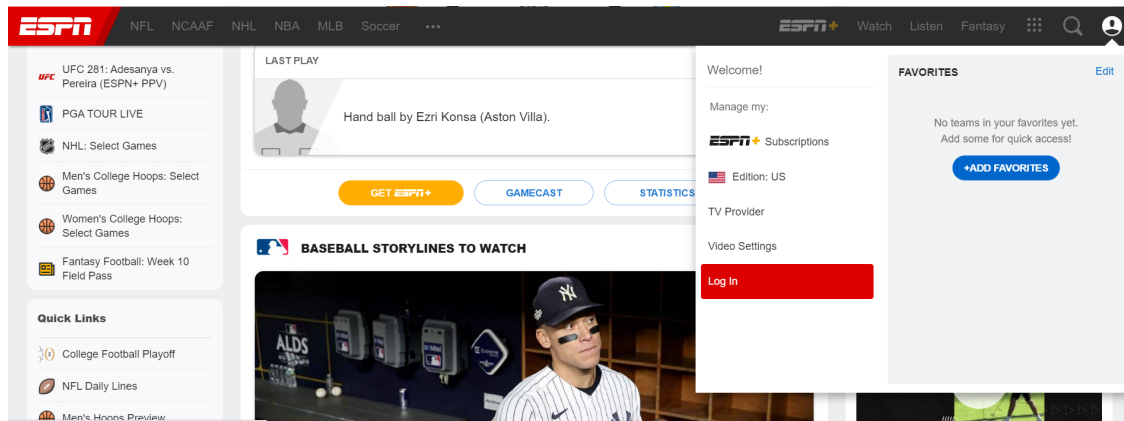 ESPN NFL NCAAF NHL NBA MLB Soccer ••• ESPN+ Watch Listen Fantasy
UFC UFC 281: Adesanya vs.
Pereira (ESPN+ PPV)
PGA TOUR LIVE
NHL: Select Games
Men's College Hoops: Select
Games
Women's College Hoops:
Select Games
Fantasy Football: Week 10
Field Pass
Quick Links
College Football Playoff
NFL Daily Lines
Men's Hoops Preview
LAST PLAY
Hand ball by Ezri Konsa (Aston Villa).
GET ESPN+ GAMECAST STATISTICS
BASEBALL STORYLINES TO WATCH
ALDS
Welcome!
Manage my:
ESPN+ Subscriptions
Edition: US
TV Provider
Video Settings
Log In
FAVORITES Edit
No teams in your favorites yet.
Add some for quick access!
+ADD FAVORITES